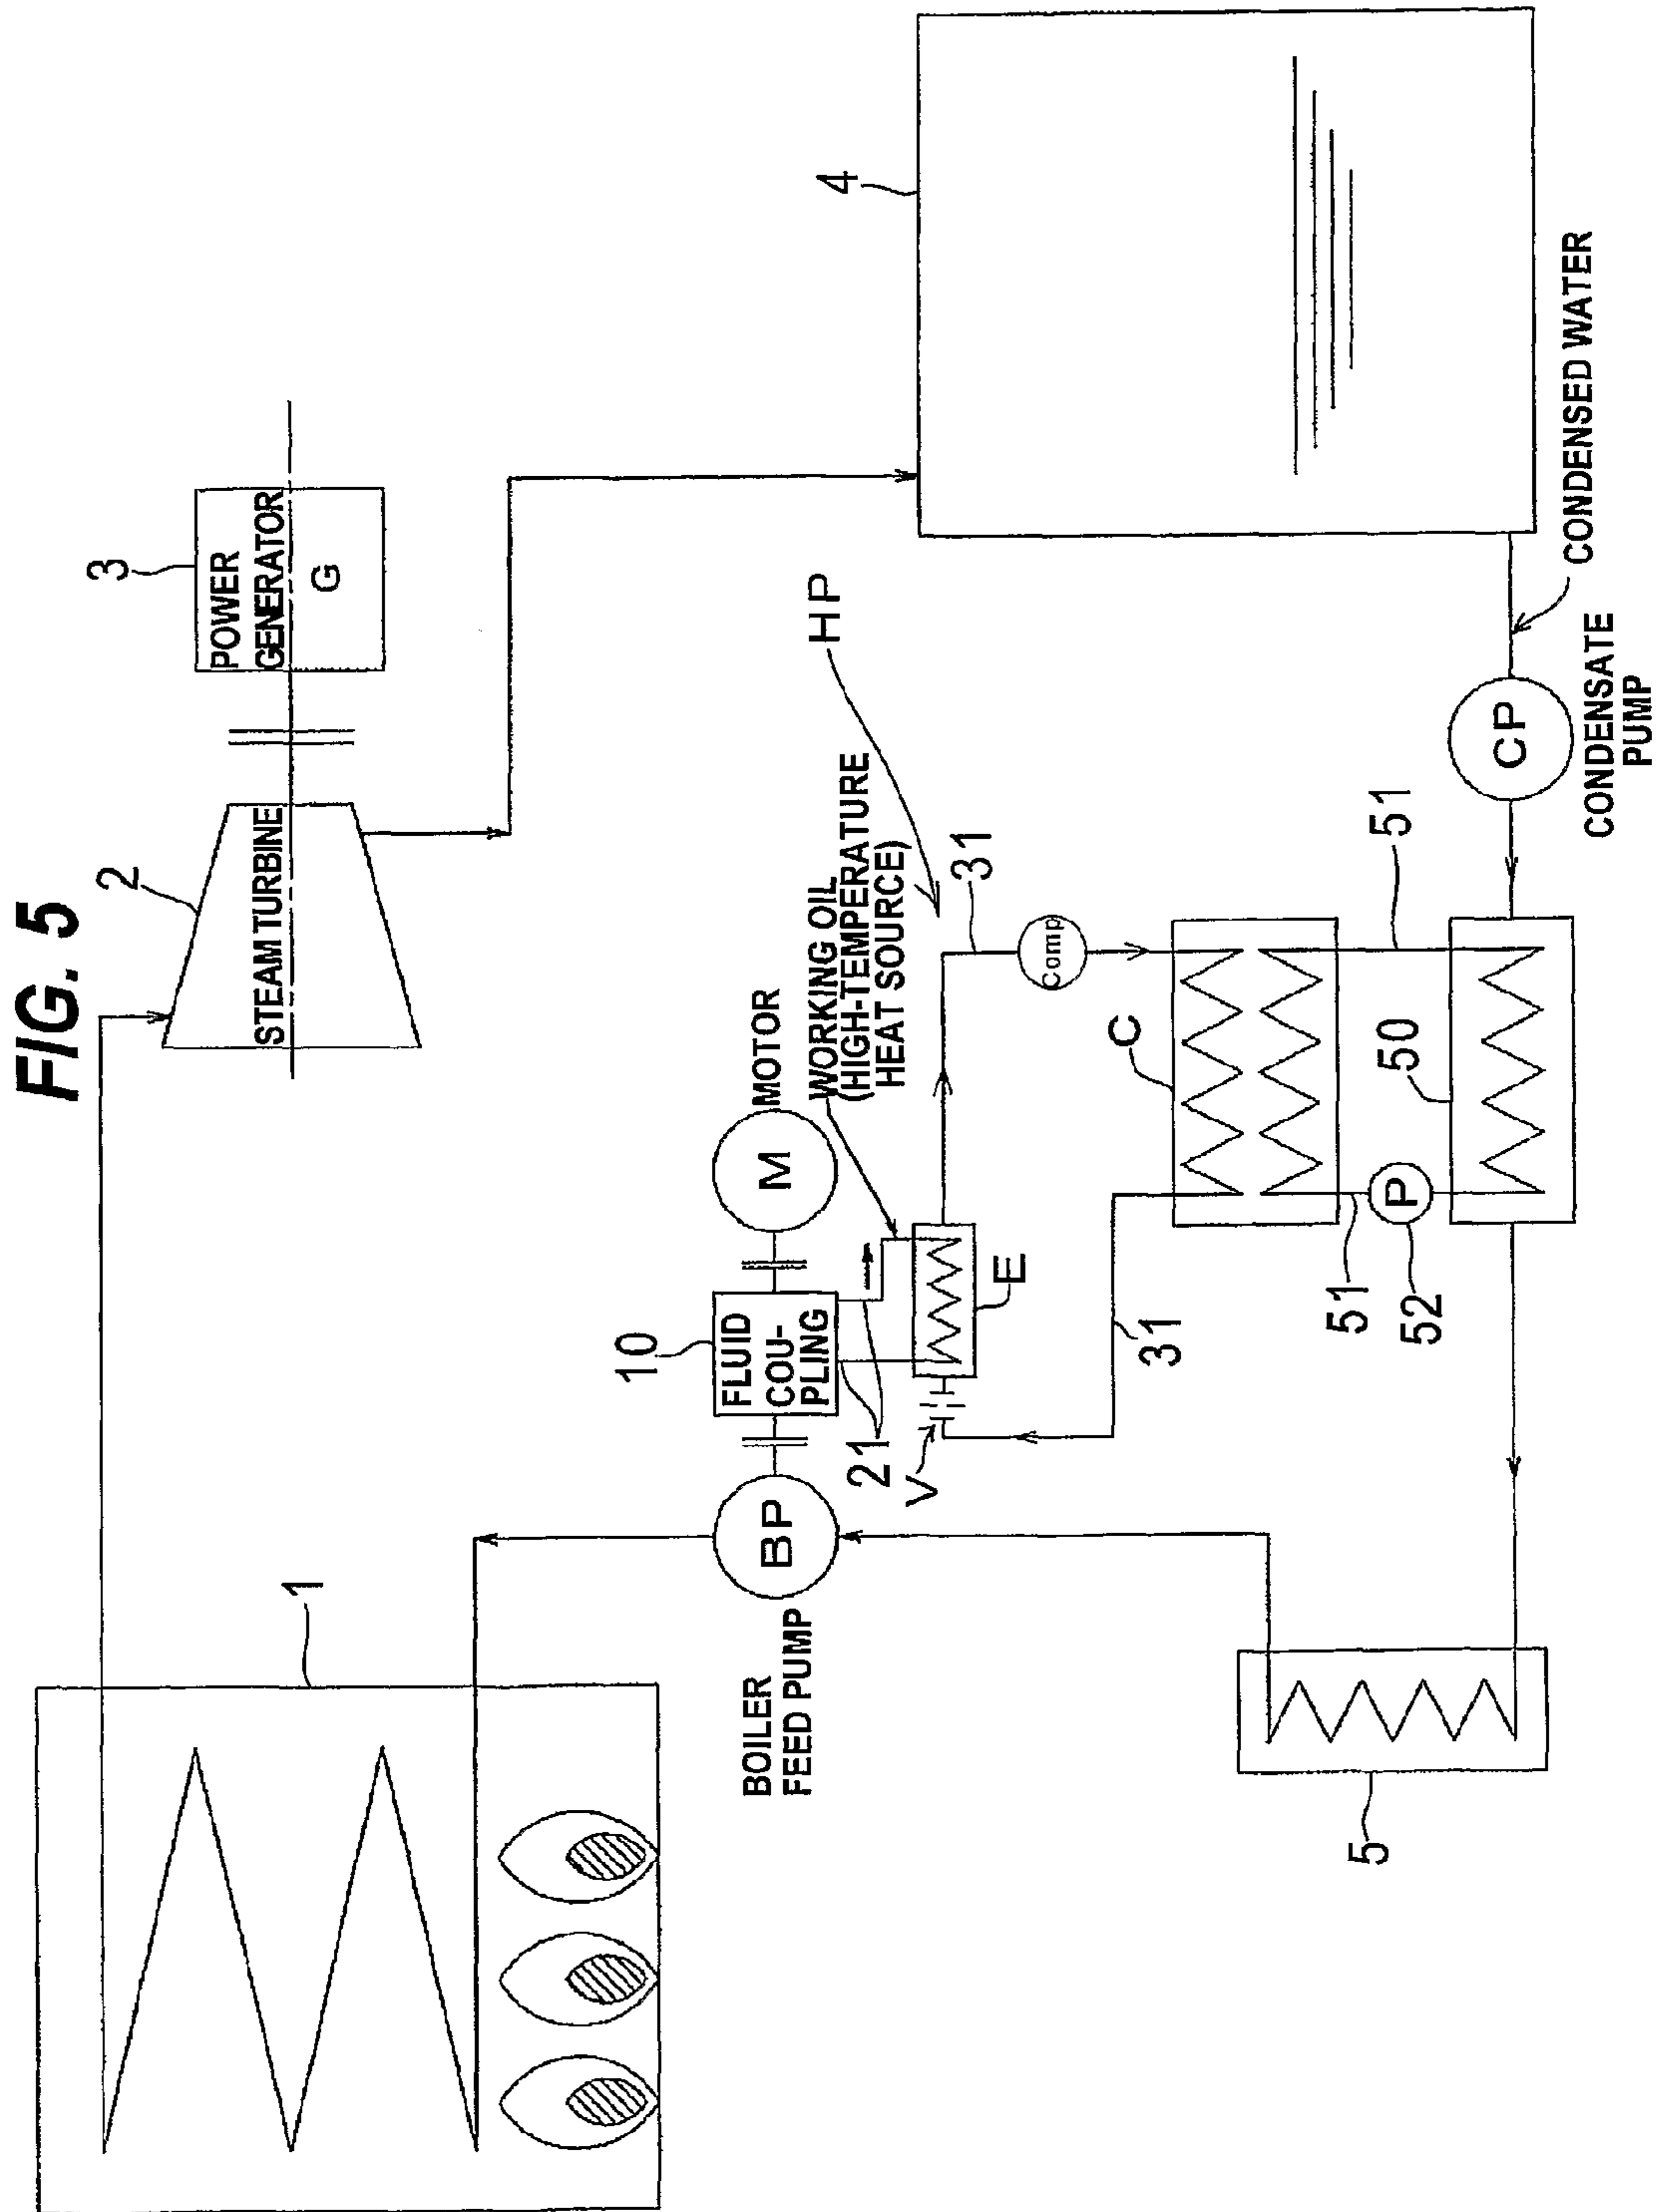 FIG. 5
1
2
STEAM TURBINE
3
POWER
GENERATOR
G
4
BOILER
FEED PUMP
BP
10
FLUID
COU-
PLING
M
MOTOR
WORKING OIL
(HIGH-TEMPERATURE
HEAT SOURCE)
HP
21
V
E
31
Comp
31
C
51
P
52
51
50
5
CP
CONDENSATE
PUMP
CONDENSED WATER